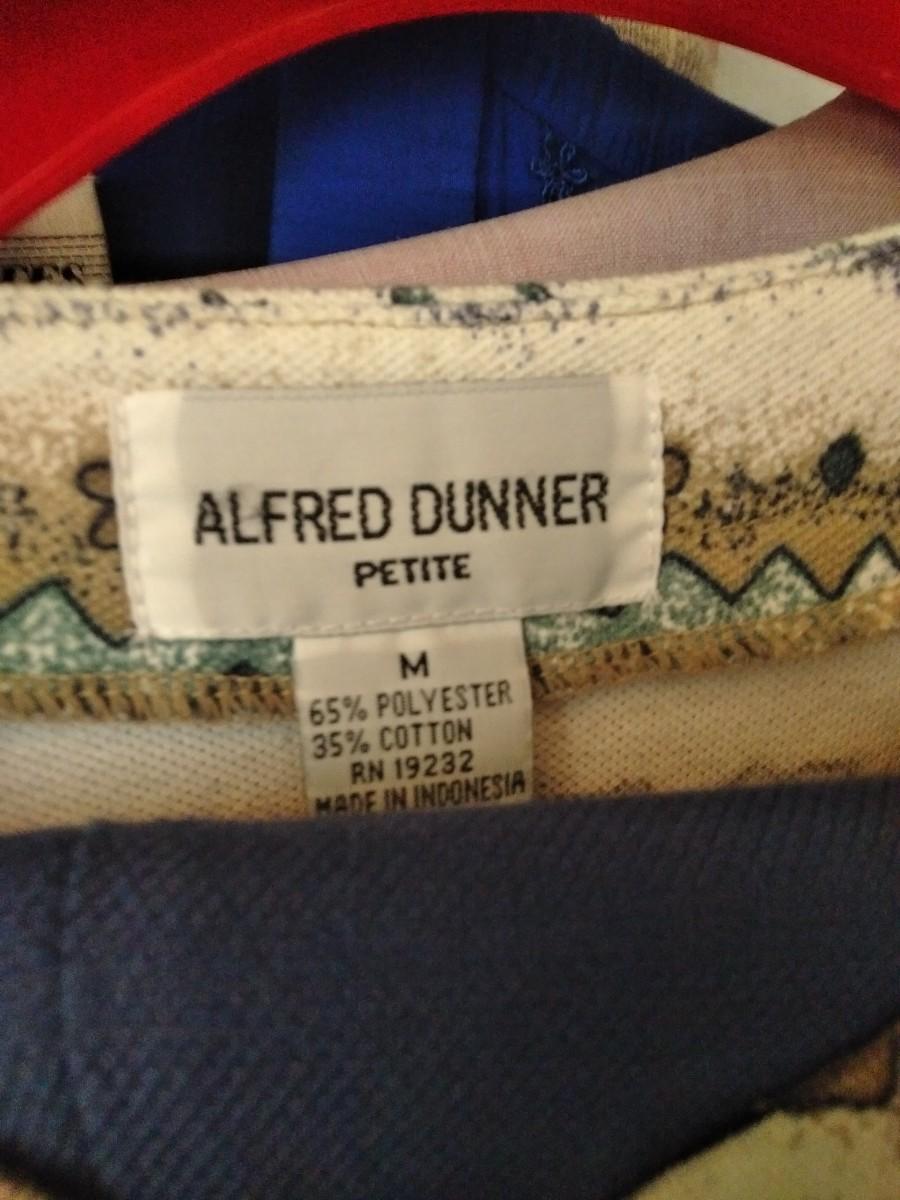 ALFRED DUNNER
PETITE
M
65% POLYESTER
35% COTTON
RN 19232
MADE IN INDONESIA